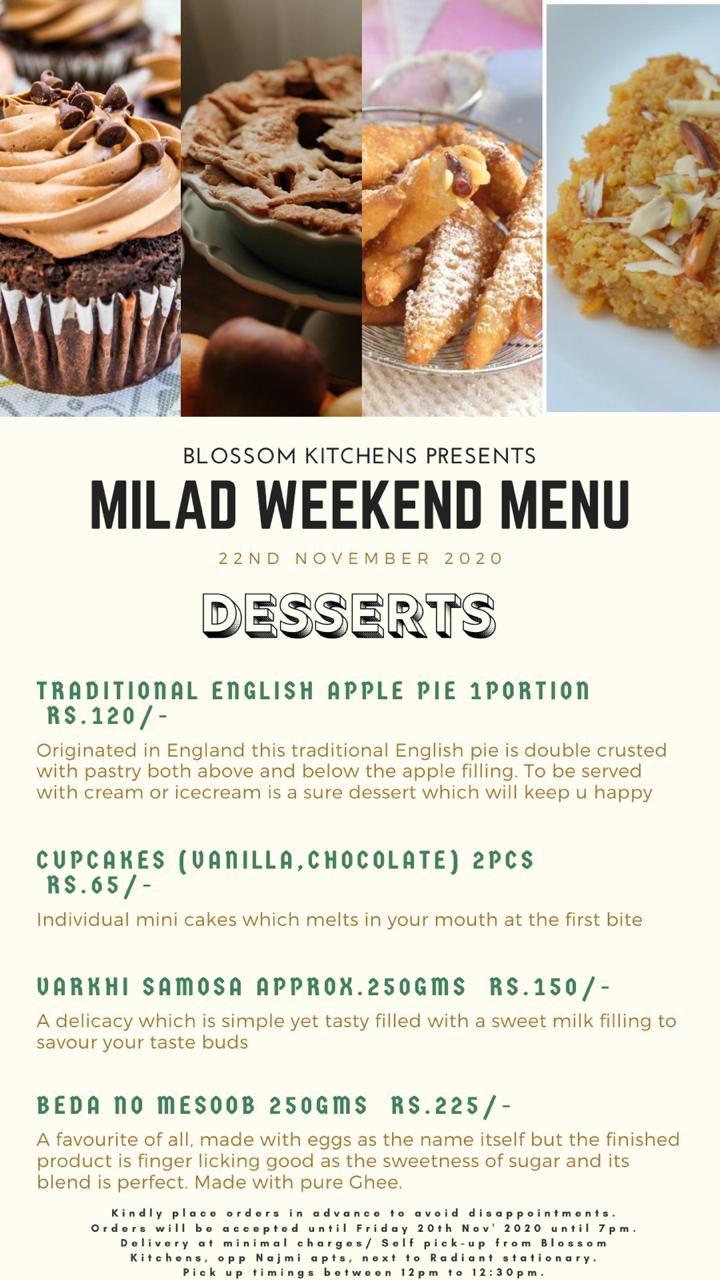 BLOSSOM KITCHENS PRESENTS
MILAD WEEKEND MENU
22ND NOVEMBER 2020
DESSERTS
TRADITIONAL ENGLISH APPLE PIE 1PORTION
RS.120/-
Originated in England this traditional English pie is double crusted
with pastry both above and below the apple filling. To be served
with cream or icecream is a sure dessert which will keep u happy
CUPCAKES (VANILLA,CHOCOLATE) 2PCS
RS.65/-
Individual mini cakes which melts in your mouth at the first bite
VARKHI SAMOSA APPROX.250GMS RS.150/-
A delicacy which is simple yet tasty filled with a sweet milk filling to
savour your taste buds
BEDA NO MESOOB 250GMS RS.225/-
A favourite of all, made with eggs as the name itself but the finished
product is finger licking good as the sweetness of sugar and its
blend is perfect. Made with pure Ghee.
Kindly place orders in advance to avoid disappointments.
Orders will be accepted until Friday 20th Nov' 2020 until 7pm.
Delivery at minimal charges/ Self pick-up from Blossom
Kitchens, opp Najmi apts, next to Radiant stationary.
Pick up timings between 12pm to 12:30pm.